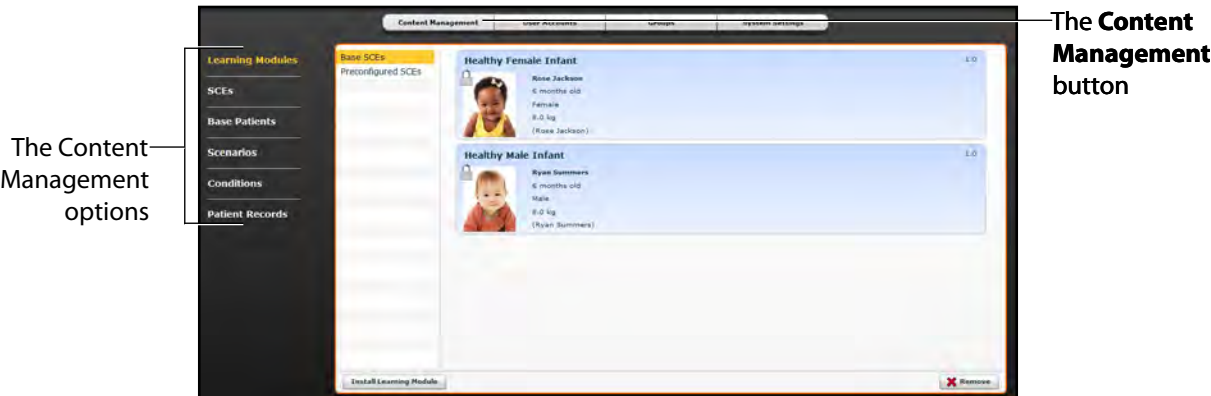 Content Management
User Accounts
Groups
System Settings
The Content
Management
button
The Content
Management
options
Learning Modules
SCEs
Base Patients
Scenarios
Conditions
Patient Records
Base SCEs
Preconfigured SCEs
Healthy Female Infant
1.0
Rose Jackson
6 months old
Female
8.0 kg
(Rose Jackson)
Healthy Male Infant
1.0
Ryan Summers
6 months old
Male
8.0 kg
(Ryan Summers)
Install Learning Module
Remove